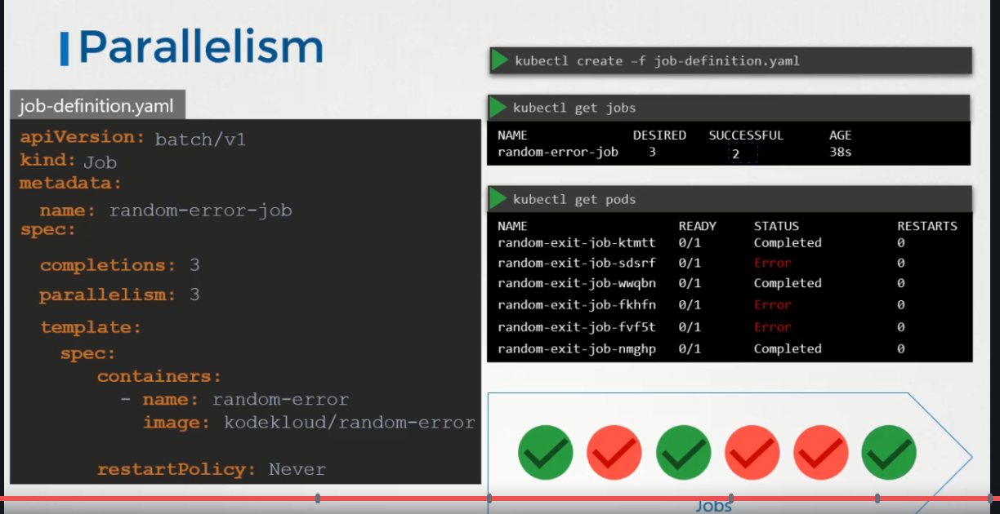 Parallelism
job-definition.yaml
apiVersion: batch/v1
kind: Job
metadata:
name: random-error-job
spec:
completions: 3
parallelism: 3
template:
spec:
containers:
- name: random-error
image: kodekloud/random-error
restartPolicy: Never
kubectl create –f job-definition.yaml
kubectl get jobs
NAME DESIRED SUCCESSFUL AGE
random-error-job 3 2 38s
kubectl get pods
NAME READY STATUS RESTARTS
random-exit-job-ktmtt 0/1 Completed 0
random-exit-job-sdsrf 0/1 Error 0
random-exit-job-wwqbn 0/1 Completed 0
random-exit-job-fkhfn 0/1 Error 0
random-exit-job-fvf5t 0/1 Error 0
random-exit-job-nmghp 0/1 Completed 0
Jobs